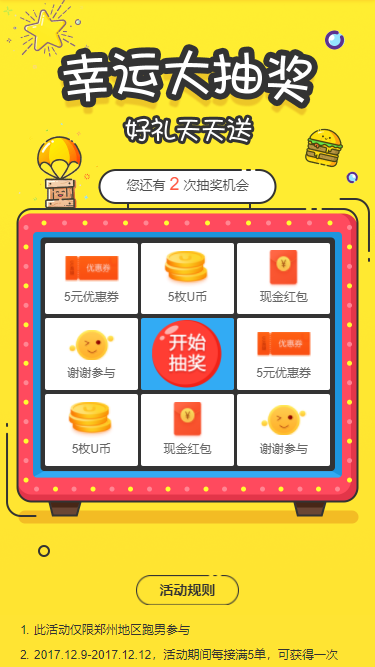 幸运大抽奖
好礼天天送
您还有 2 次抽奖机会
优惠券
5元优惠券
5枚U币
现金红包
谢谢参与
开始
抽奖
优惠券
5元优惠券
5枚U币
现金红包
谢谢参与
活动规则
1. 此活动仅限郑州地区跑男参与
2. 2017.12.9-2017.12.12，活动期间每接满5单，可获得一次